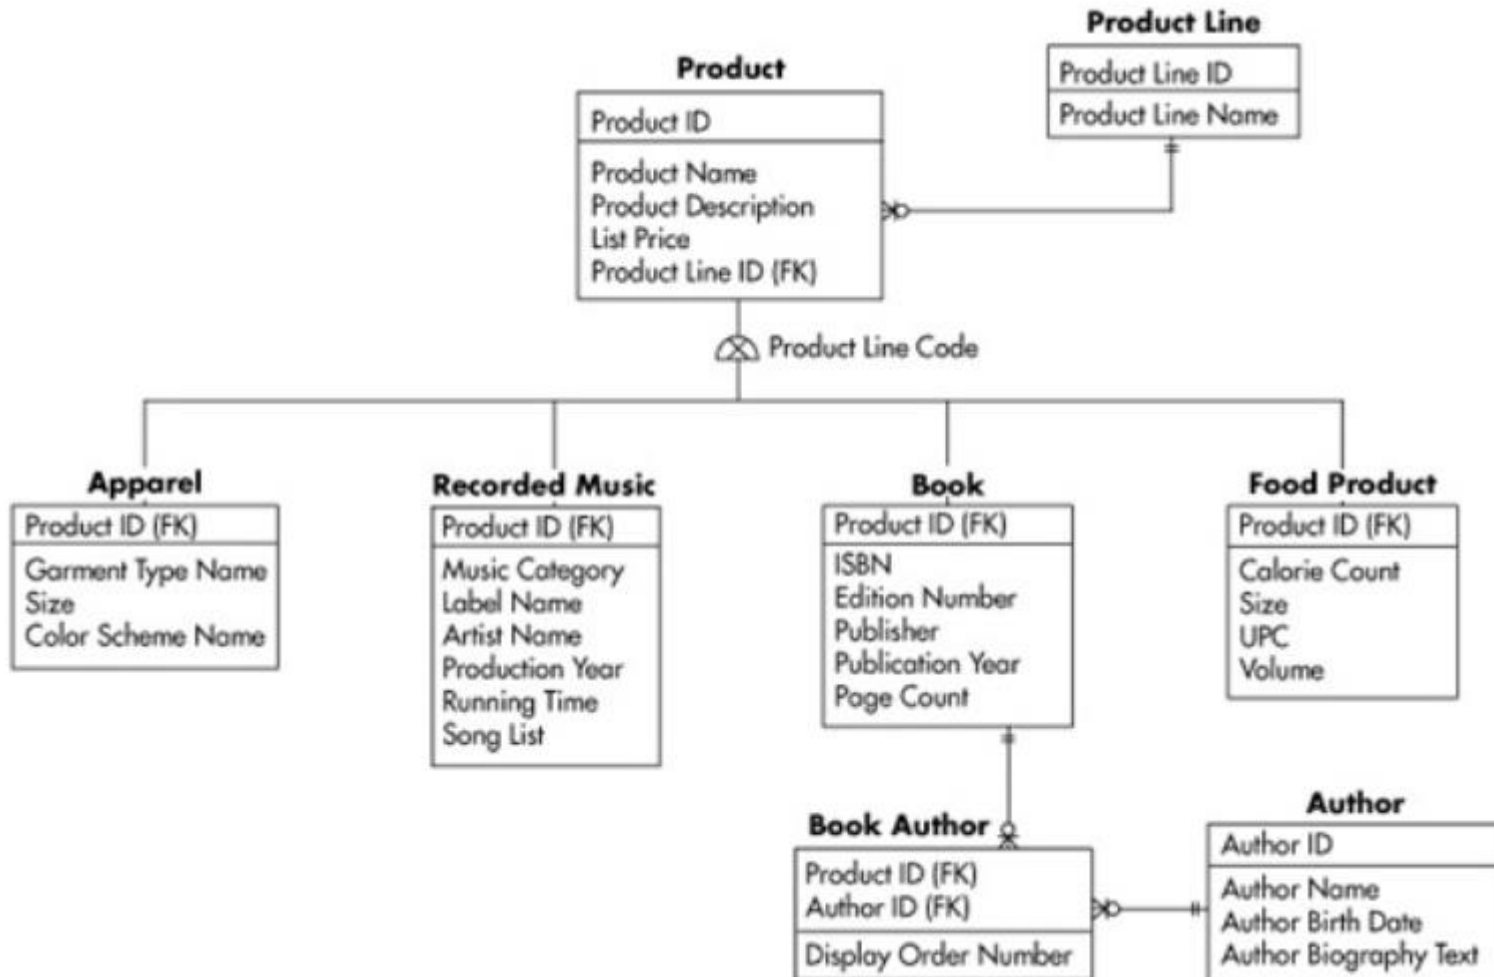 Product Line
Product Line ID
Product Line Name
Product
Product ID
Product Name
Product Description
List Price
Product Line ID (FK)
Product Line Code
Apparel
Product ID (FK)
Garment Type Name
Size
Color Scheme Name
Recorded Music
Product ID (FK)
Music Category
Label Name
Artist Name
Production Year
Running Time
Song List
Book
Product ID (FK)
ISBN
Edition Number
Publisher
Publication Year
Page Count
Food Product
Product ID (FK)
Calorie Count
Size
UPC
Volume
Book Author
Product ID (FK)
Author ID (FK)
Display Order Number
Author
Author ID
Author Name
Author Birth Date
Author Biography Text